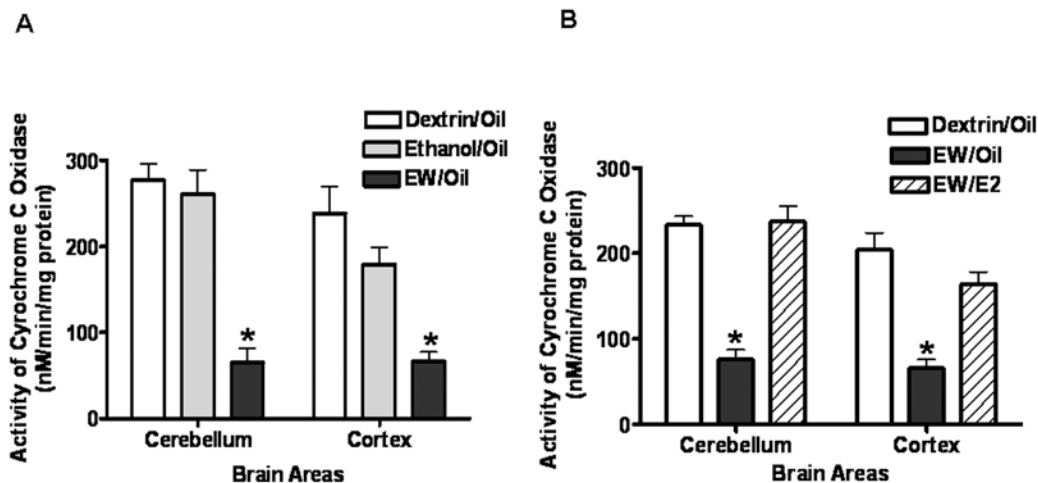 A
Activity of Cyrochrome C Oxidase
(nM/min/mg protein)
300
200
100
0
Dextrin/Oil
Ethanol/Oil
EW/Oil
*
*
Cerebellum
Cortex
Brain Areas
B
Activity of Cyrochrome C Oxidase
(nM/min/mg protein)
300
200
100
0
Dextrin/Oil
EW/Oil
EW/E2
*
*
Cerebellum
Cortex
Brain Areas